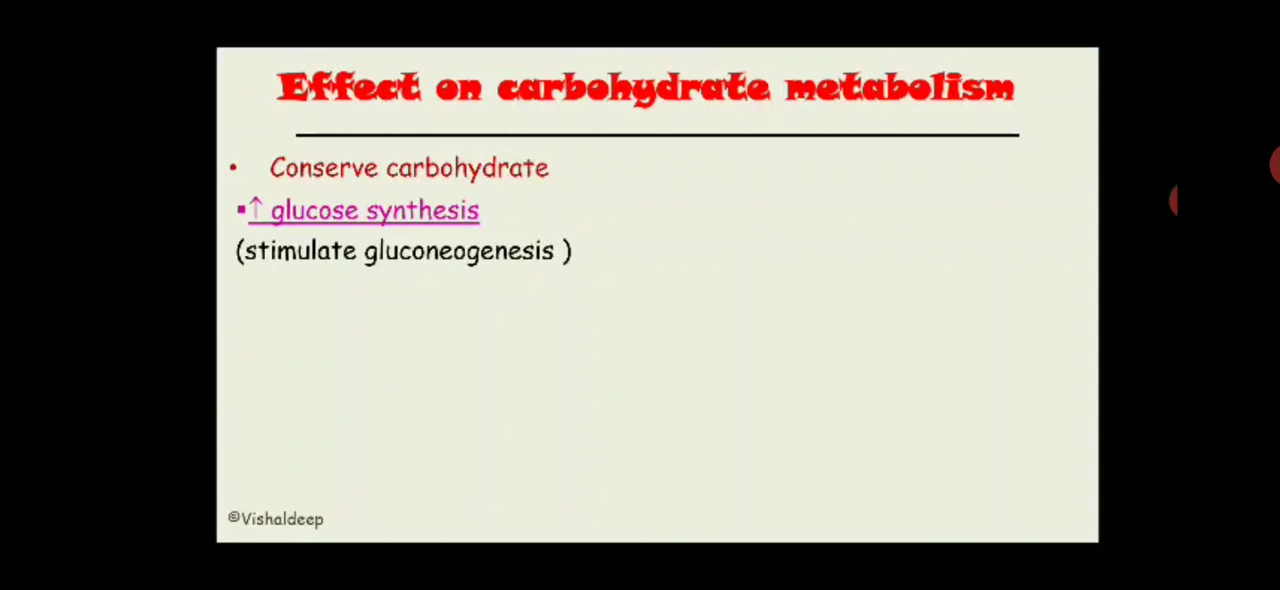 Effect on carbohydrate metabolism
• Conserve carbohydrate
▪↑ glucose synthesis
(stimulate gluconeogenesis )
©Vishaldeep